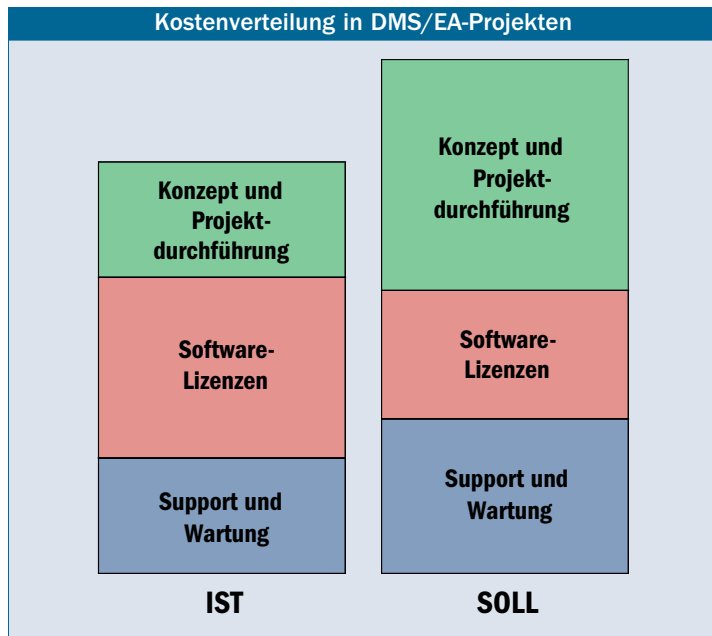 Kostenverteilung in DMS/EA-Projekten
Konzept und
Projekt-
durchführung
Software-
Lizenzen
Support und
Wartung
IST
Konzept und
Projekt-
durchführung
Software-
Lizenzen
Support und
Wartung
SOLL